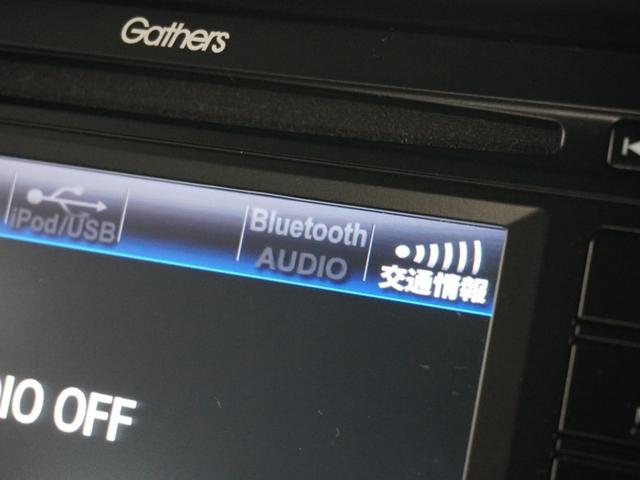 Gathers
iPod/USB
Bluetooth
AUDIO
交通情報
IO OFF